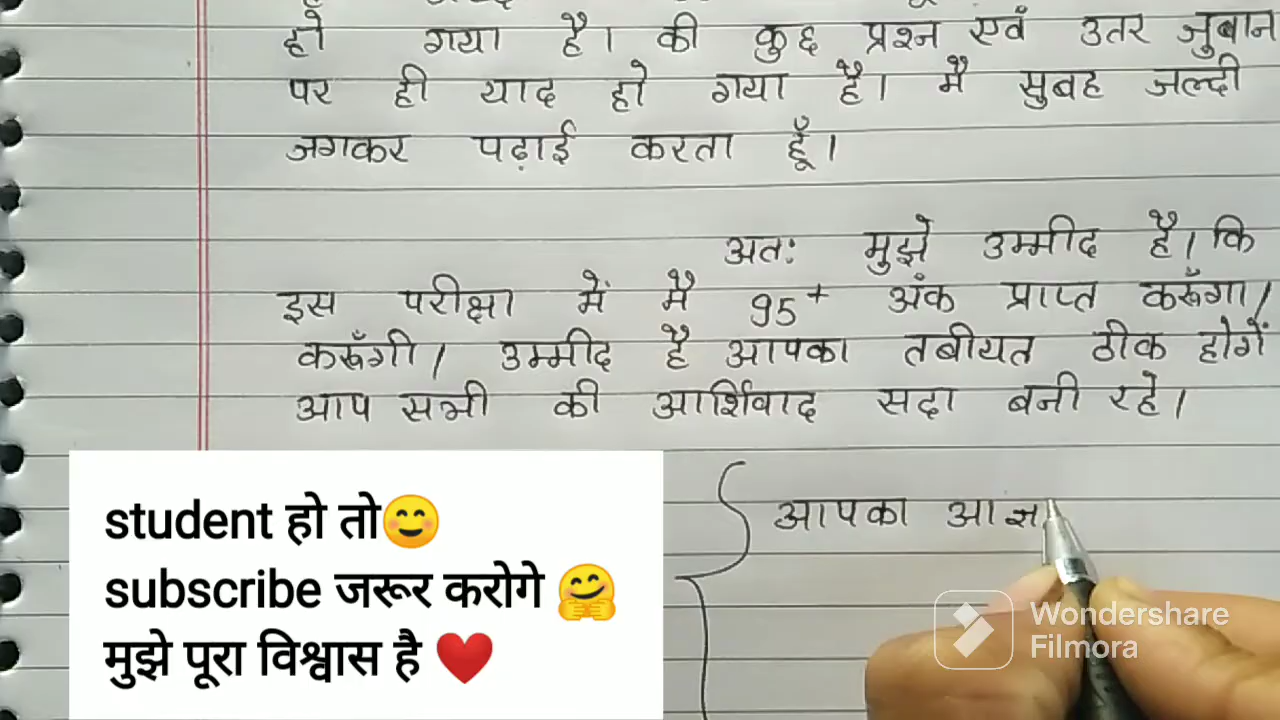 हो गया है। की कुछ प्रश्न एवं उतर जुबान
पर ही याद हो गया है। मै सुबह जल्दी
जगकर पढ़ाई करता हूँ।
अतः मुझे उम्मीद है। कि
इस परीक्षा में मै 95+ अंक प्राप्त करूँगा/
करूँगी। उम्मीद है आपका तबीयत ठीक होगें
आप सभी की आर्शिवाद सदा बनी रहे।
आपका आज्ञा
student हो तो😊
subscribe जरूर करोगे 🤗
मुझे पूरा विश्वास है ❤️
Wondershare
Filmora